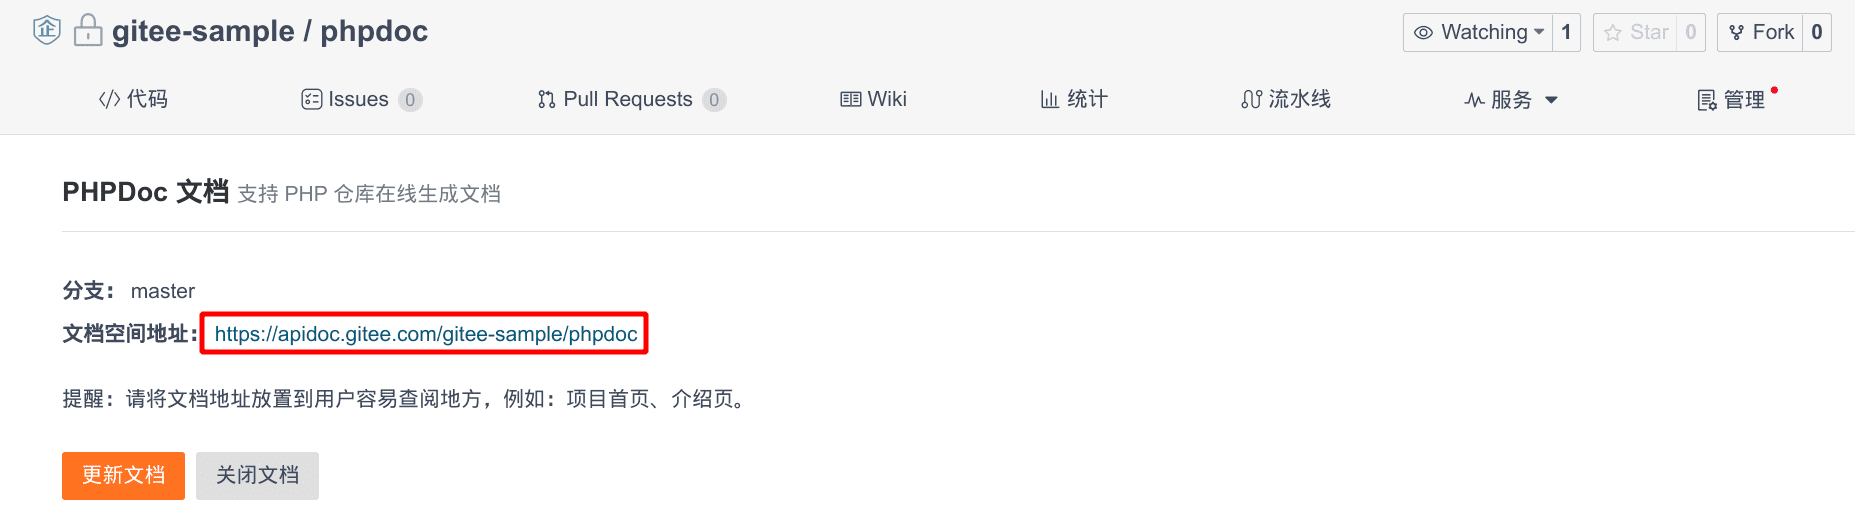 企 gitee-sample / phpdoc Watching 1 Star 0 Fork 0
代码 Issues 0 Pull Requests 0 Wiki 统计 流水线 服务 管理
PHPDoc 文档 支持 PHP 仓库在线生成文档
分支： master
文档空间地址： https://apidoc.gitee.com/gitee-sample/phpdoc
提醒：请将文档地址放置到用户容易查阅地方，例如：项目首页、介绍页。
更新文档 关闭文档